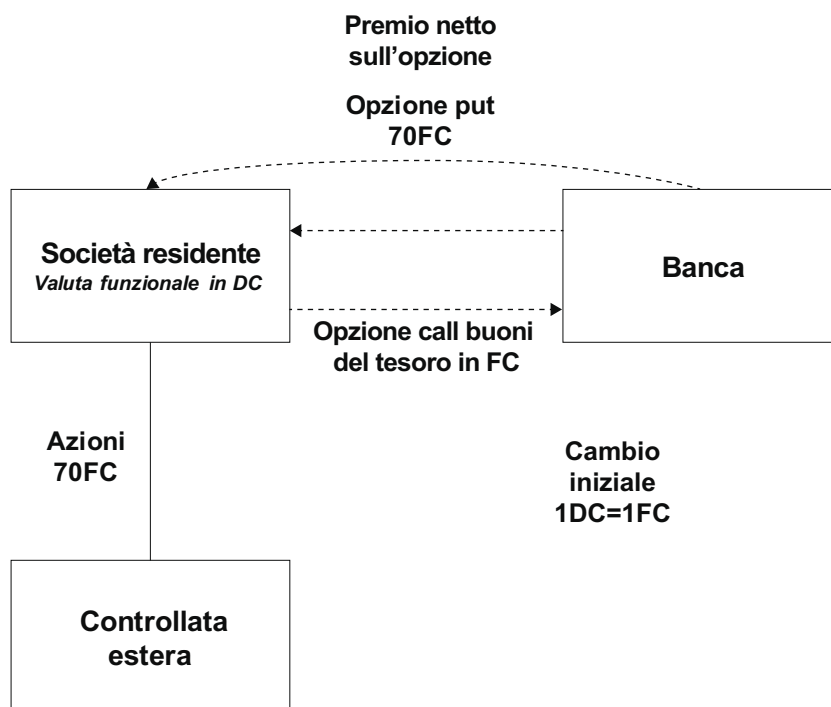 Premio netto
sull’opzione
Opzione put
70FC
Società residente
Valuta funzionale in DC
Banca
Opzione call buoni
del tesoro in FC
Azioni
70FC
Cambio
iniziale
1DC=1FC
Controllata
estera